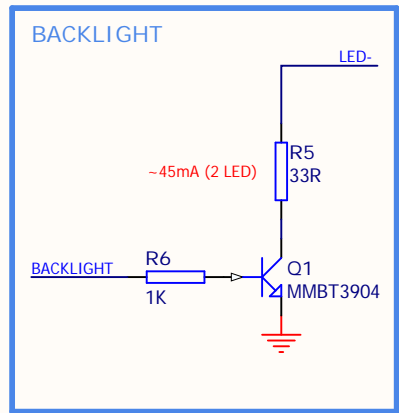 BACKLIGHT
LED-
R5
~45mA (2 LED)
33R
R6
BACKLIGHT
1K
Q1
MMBT3904